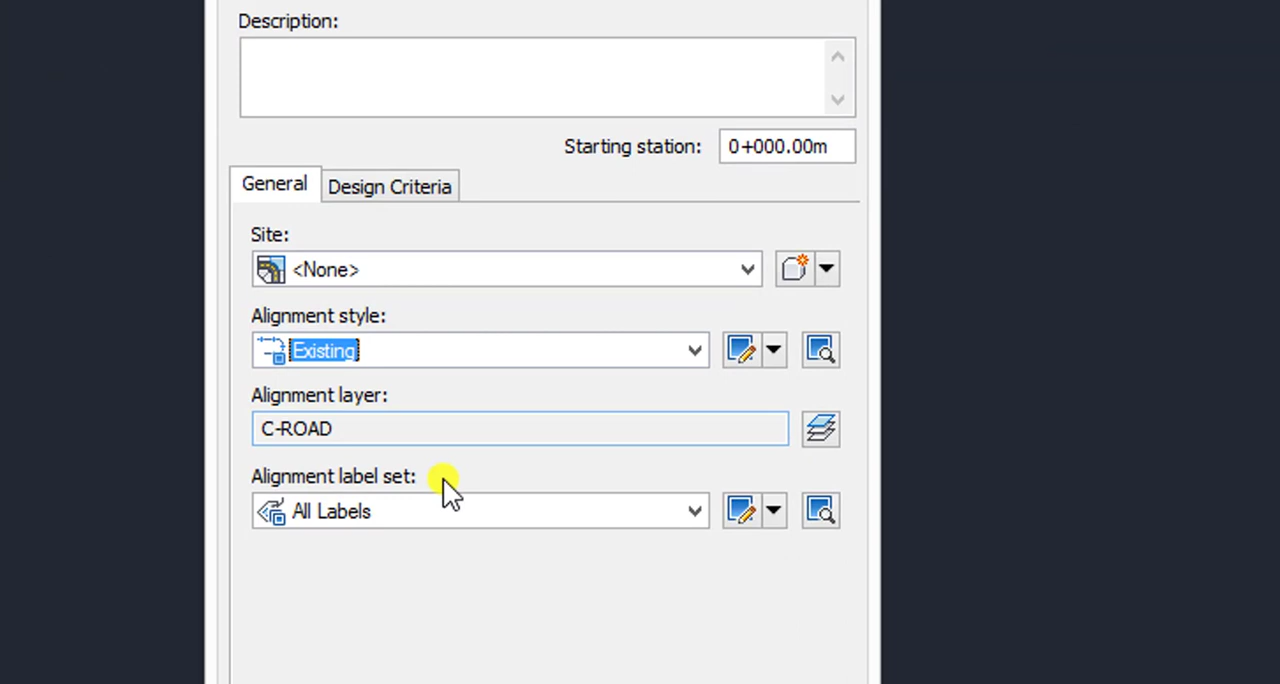 Description:
Starting station: 0+000.00m
General Design Criteria
Site:
<None>
Alignment style:
Existing
Alignment layer:
C-ROAD
Alignment label set:
All Labels